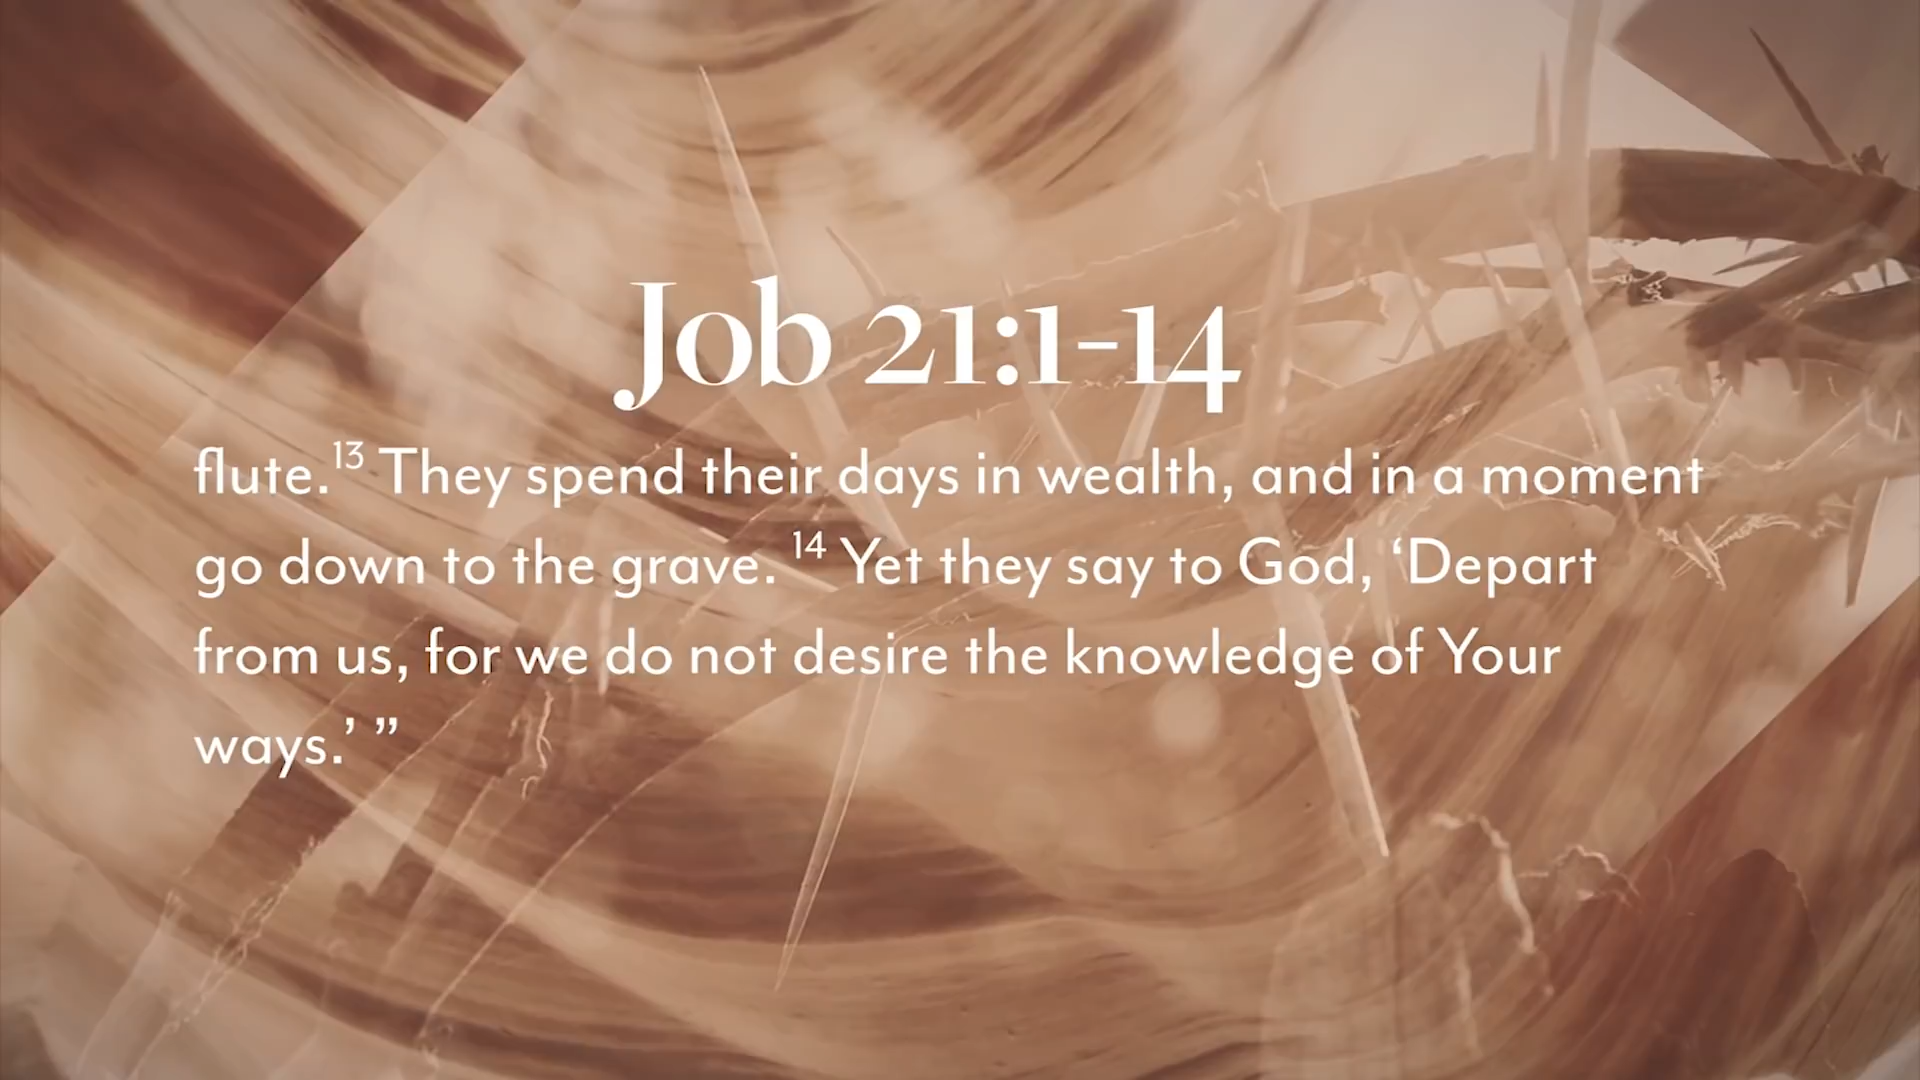 Job 21:1-14
flute.¹³ They spend their days in wealth, and in a moment
go down to the grave. ¹⁴ Yet they say to God, ‘Depart
from us, for we do not desire the knowledge of Your
ways.’ ”